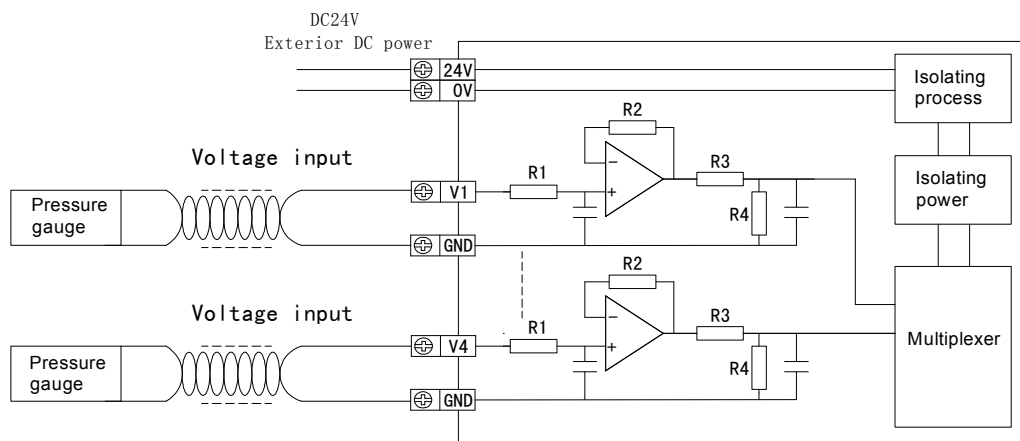 DC24V
Exterior DC power
24V
0V
Isolating
process
Voltage input
R2
R1
V1
R3
Pressure
gauge
−
+
R4
Isolating
power
GND
R2
Voltage input
R1
V4
R3
Pressure
gauge
−
+
R4
Multiplexer
GND